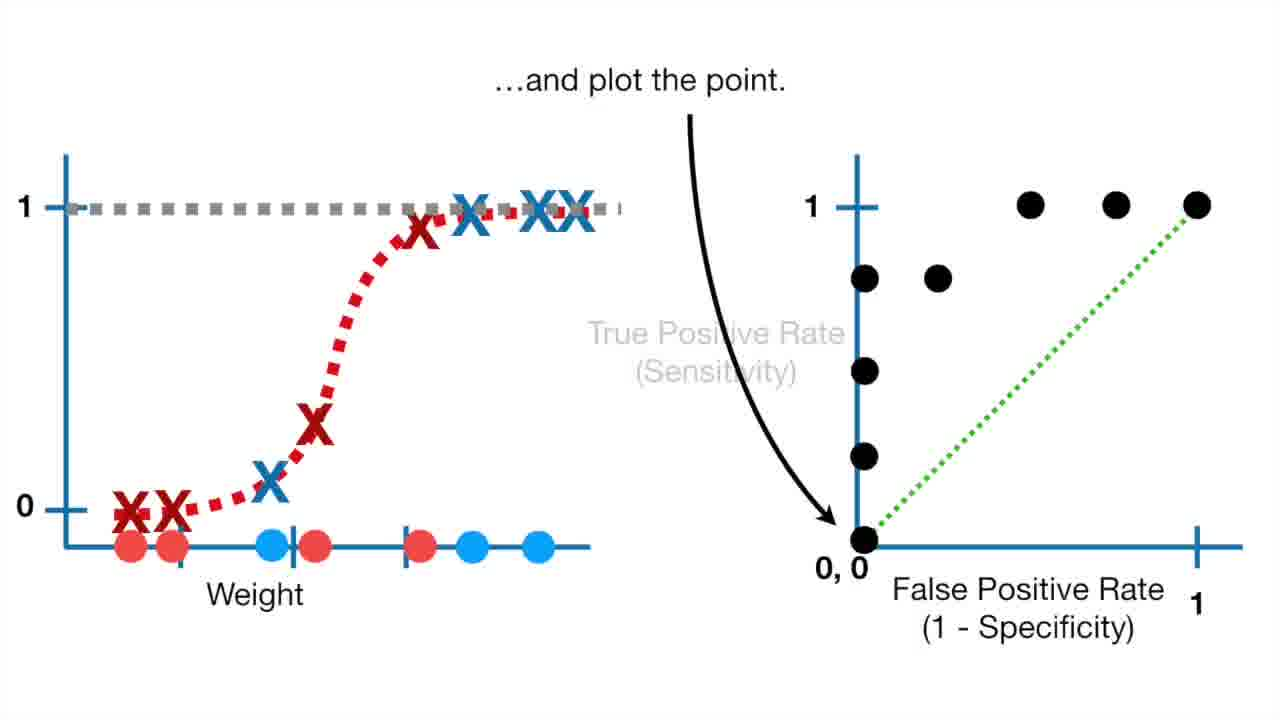 …and plot the point.
1
0
Weight
True Positive Rate
(Sensitivity)
1
0, 0
False Positive Rate
(1 - Specificity)
1